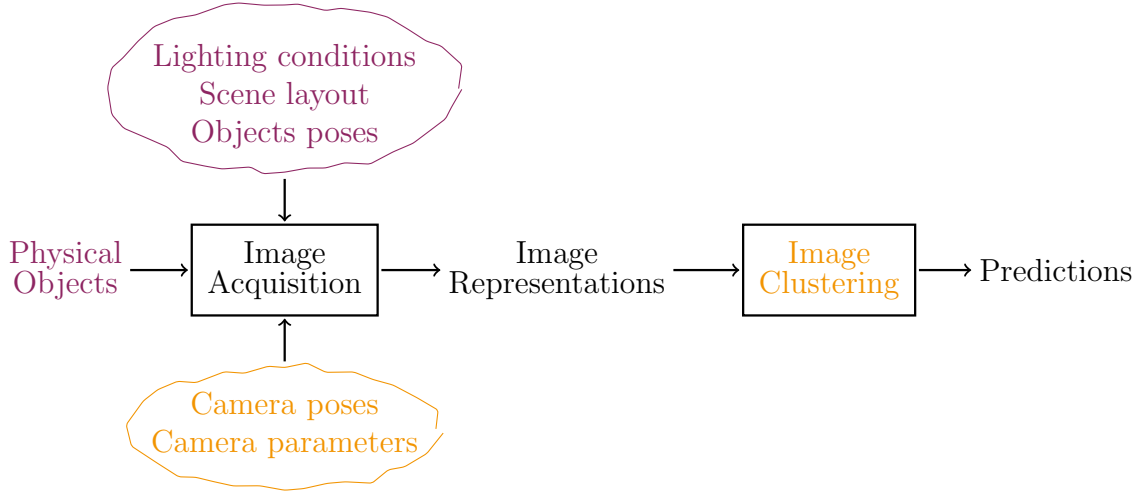 Lighting conditions
Scene layout
Objects poses
Physical
Objects
Image
Acquisition
Image
Representations
Image
Clustering
Predictions
Camera poses
Camera parameters